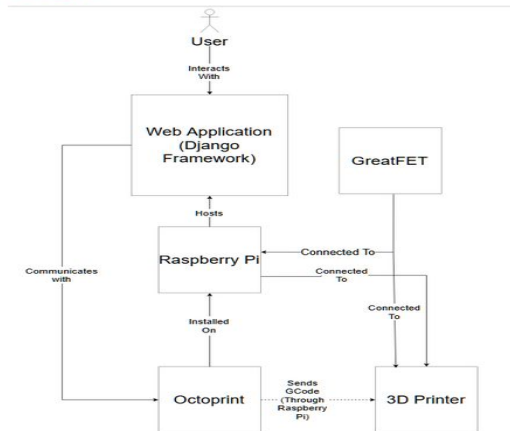 User
Interacts
With
Web Application
(Django
Framework)
GreatFET
Hosts
Raspberry Pi
Connected To
Connected
To
Communicates
with
Connected
To
Installed
On
Octoprint
Sends
GCode
(Through
Raspberry
Pi)
3D Printer